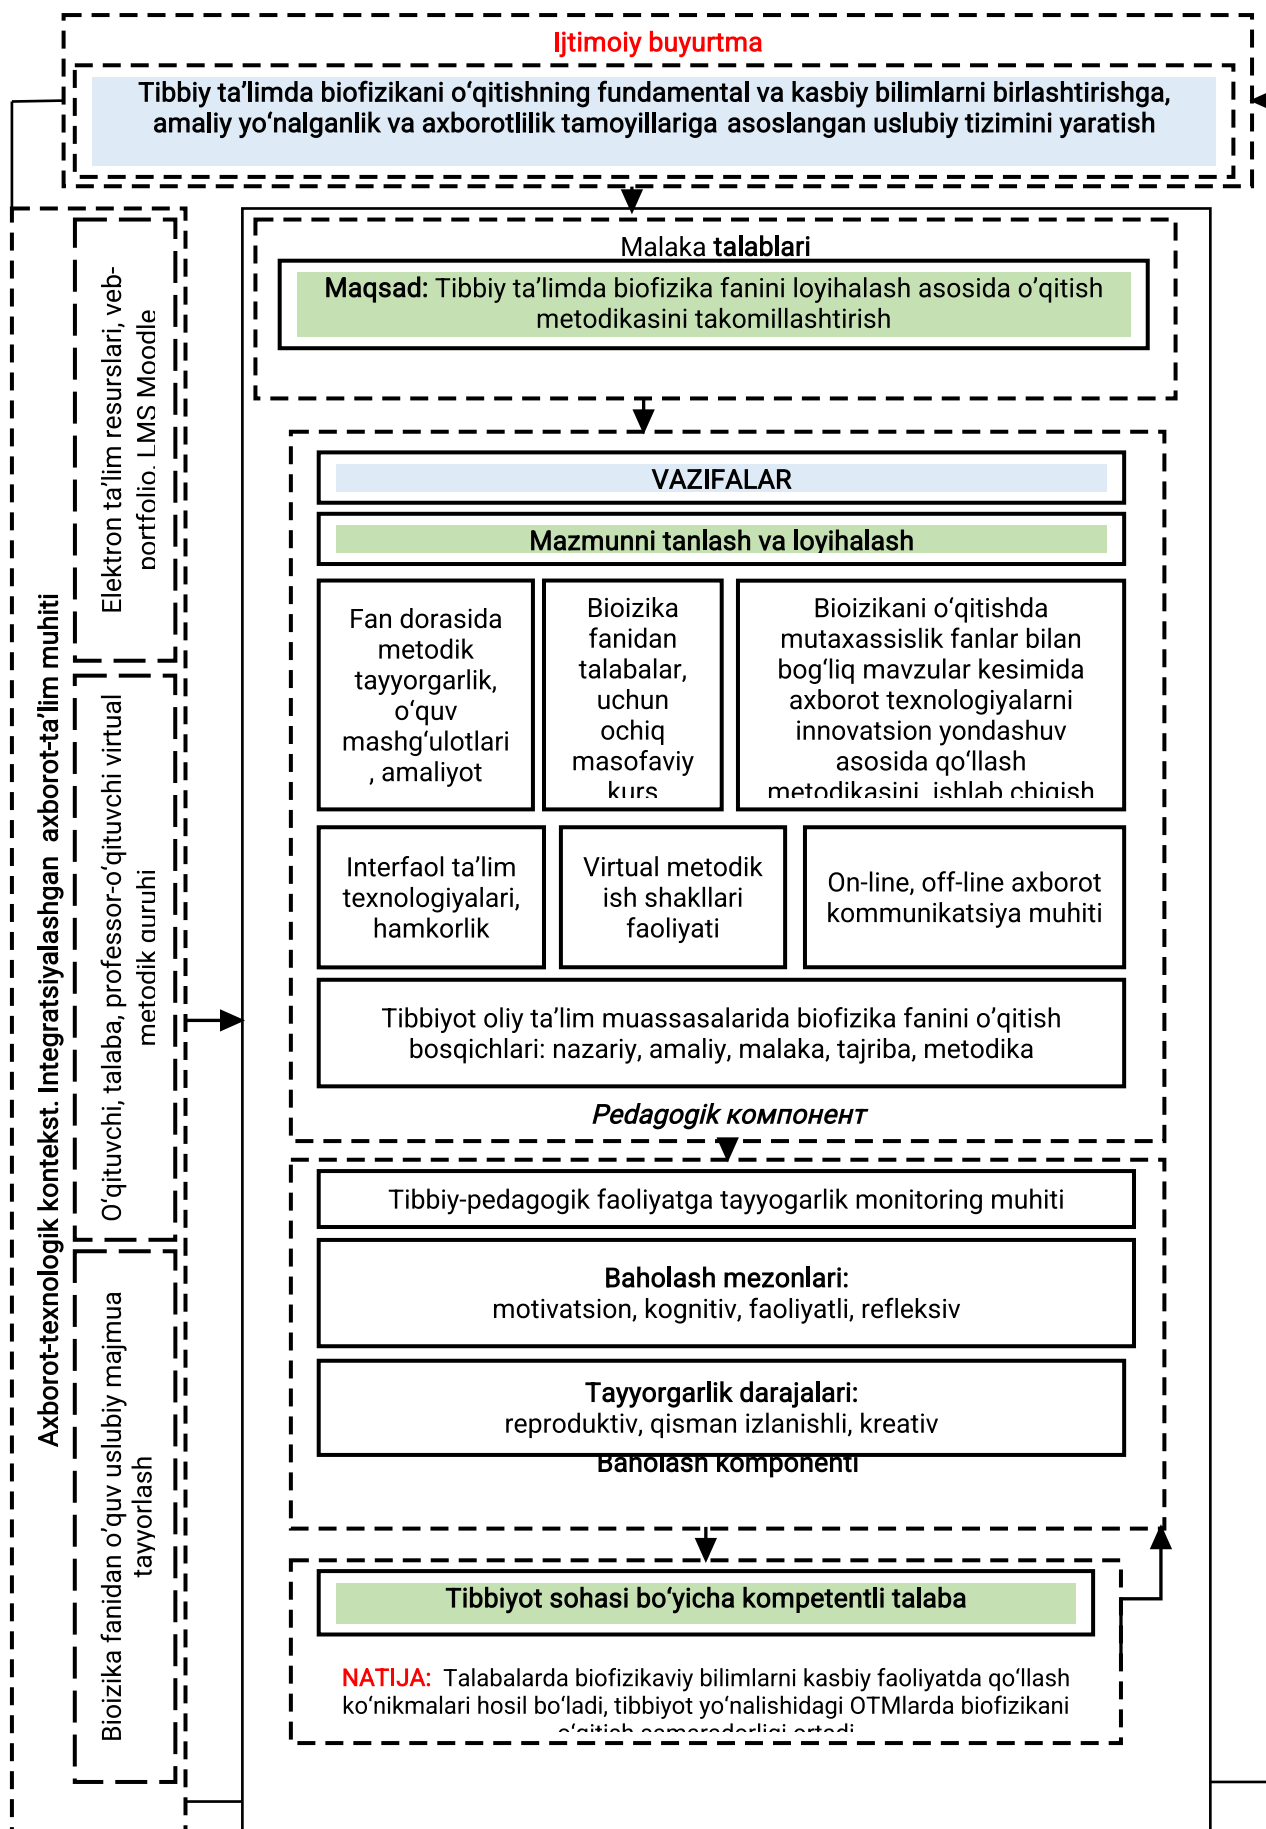 Ijtimoiy buyurtma
Tibbiy ta’limda biofizikani o‘qitishning fundamental va kasbiy bilimlarni birlashtirishga,
amaliy yo‘nalganlik va axborotlilik tamoyillariga asoslangan uslubiy tizimini yaratish
Axborot-texnologik kontekst. Integratsiyalashgan axborot-ta’lim muhiti
Elektron ta’lim resurslari, veb-
portfolio. LMS Moodle
O‘qituvchi, talaba, professor-o‘qituvchi virtual
metodik guruhi
Bioizika fanidan o‘quv uslubiy majmua
tayyorlash
Malaka talablari
Maqsad: Tibbiy ta’limda biofizika fanini loyihalash asosida o‘qitish
metodikasini takomillashtirish
VAZIFALAR
Mazmunni tanlash va loyihalash
Fan dorasida
metodik
tayyorgarlik,
o‘quv
mashg‘ulotlari
, amaliyot
Bioizika
fanidan
talabalar,
uchun
ochiq
masofaviy
kurs
Bioizikani o‘qitishda
mutaxassislik fanlar bilan
bog‘liq mavzular kesimida
axborot texnologiyalarni
innovatsion yondashuv
asosida qo‘llash
metodikasini ishlab chiqish
Interfaol ta’lim
texnologiyalari,
hamkorlik
Virtual metodik
ish shakllari
faoliyati
On-line, off-line axborot
kommunikatsiya muhiti
Tibbiyot oliy ta’lim muassasalarida biofizika fanini o‘qitish
bosqichlari: nazariy, amaliy, malaka, tajriba, metodika
Pedagogik компонент
Tibbiy-pedagogik faoliyatga tayyogarlik monitoring muhiti
Baholash mezonlari:
motivatsion, kognitiv, faoliyatli, refleksiv
Tayyorgarlik darajalari:
reproduktiv, qisman izlanishli, kreativ
Baholash komponenti
Tibbiyot sohasi bo‘yicha kompetentli talaba
NATIJA: Talabalarda biofizikaviy bilimlarni kasbiy faoliyatda qo‘llash
ko‘nikmalari hosil bo‘ladi, tibbiyot yo‘nalishidagi OTMlarda biofizikani
o‘qitish samaradorligi ortadi